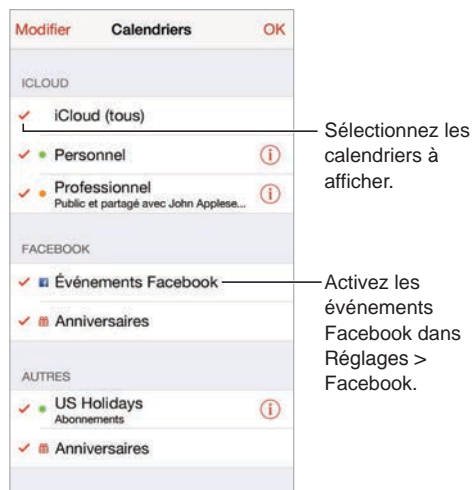 Modifier Calendriers OK
ICLOUD
iCloud (tous)
Personnel
Professionnel
Public et partagé avec John Applese...
FACEBOOK
Événements Facebook
Anniversaires
AUTRES
US Holidays
Abonnements
Anniversaires
Sélectionnez les
calendriers à
afficher.
Activez les
événements
Facebook dans
Réglages >
Facebook.